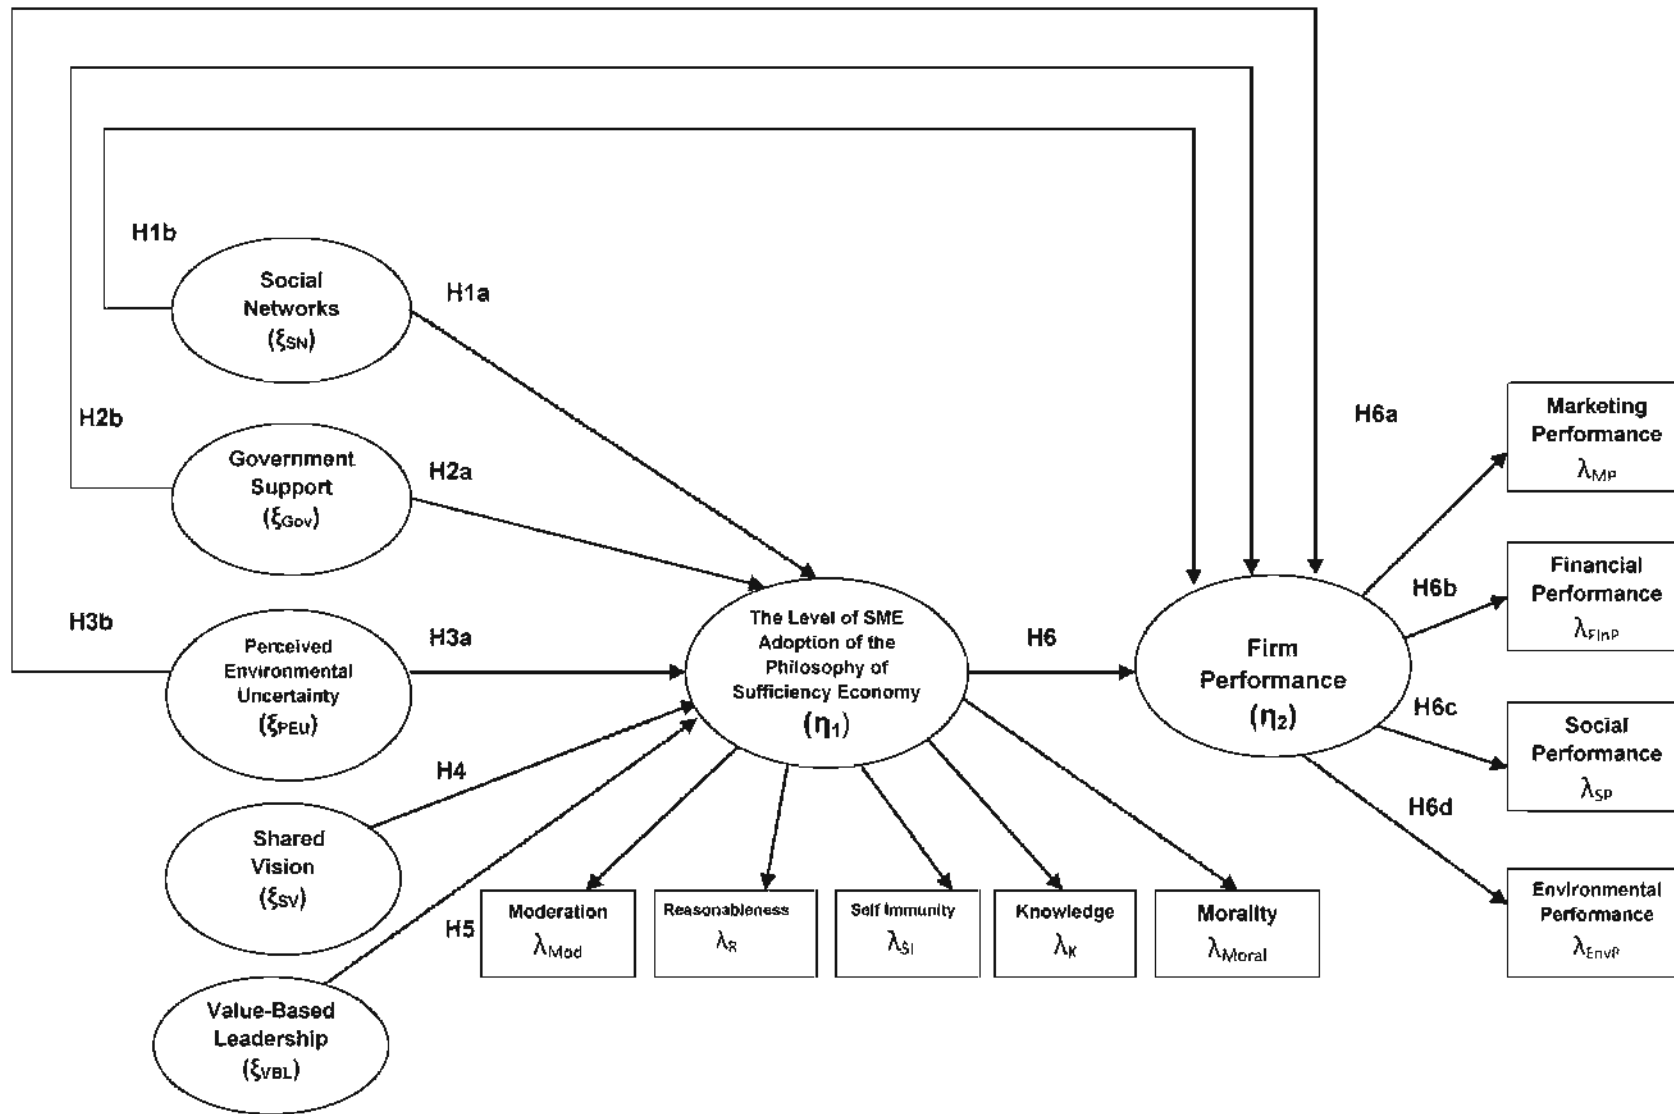 H1b
Social
Networks
(ξSN)
H1a
H2b
Government
Support
(ξGov)
H2a
H3b
Perceived
Environmental
Uncertainty
(ξPEU)
H3a
H4
Shared
Vision
(ξSV)
H5
Value-Based
Leadership
(ξVBL)
The Level of SME
Adoption of the
Philosophy of
Sufficiency Economy
(η1)
H6
Moderation
λMod
Reasonableness
λR
Self Immunity
λSI
Knowledge
λK
Morality
λMoral
Firm
Performance
(η2)
H6a
Marketing
Performance
λMP
H6b
Financial
Performance
λFinP
H6c
Social
Performance
λSP
H6d
Environmental
Performance
λEnvP